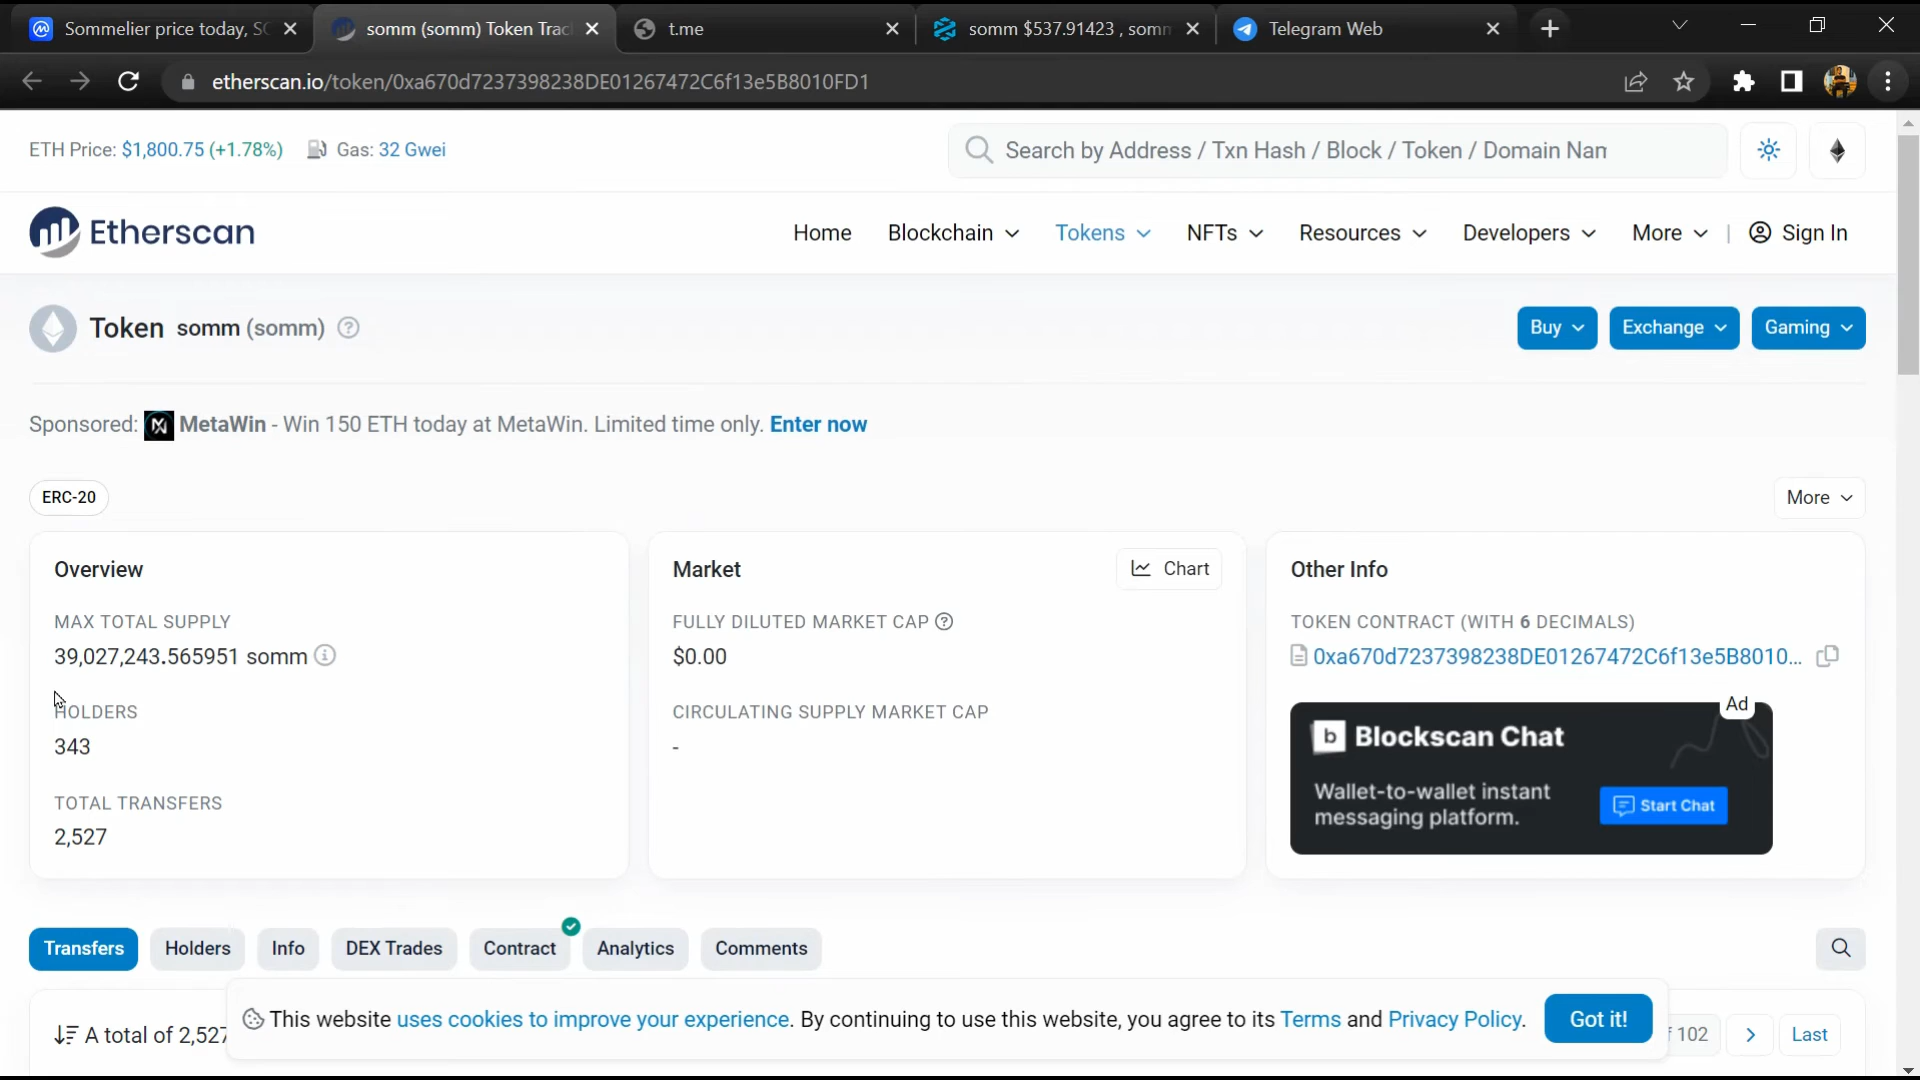 Sommelier price today, SO
somm (somm) Token Trac
t.me
somm $537.91423 , somm
Telegram Web
etherscan.io/token/0xa670d7237398238DE01267472C6f13e5B8010FD1
ETH Price: $1,800.75 (+1.78%) Gas: 32 Gwei
Search by Address / Txn Hash / Block / Token / Domain Nan
Etherscan
Home Blockchain Tokens NFTs Resources Developers More | Sign In
Token somm (somm)
Buy Exchange Gaming
Sponsored: MetaWin - Win 150 ETH today at MetaWin. Limited time only. Enter now
ERC-20
More
Overview
MAX TOTAL SUPPLY
39,027,243.565951 somm
HOLDERS
343
TOTAL TRANSFERS
2,527
Market
Chart
FULLY DILUTED MARKET CAP
$0.00
CIRCULATING SUPPLY MARKET CAP
-
Other Info
TOKEN CONTRACT (WITH 6 DECIMALS)
0xa670d7237398238DE01267472C6f13e5B8010...
Ad
b Blockscan Chat
Wallet-to-wallet instant
messaging platform.
Start Chat
Transfers Holders Info DEX Trades Contract Analytics Comments
A total of 2,527
This website uses cookies to improve your experience. By continuing to use this website, you agree to its Terms and Privacy Policy.
Got it!
f 102
Last